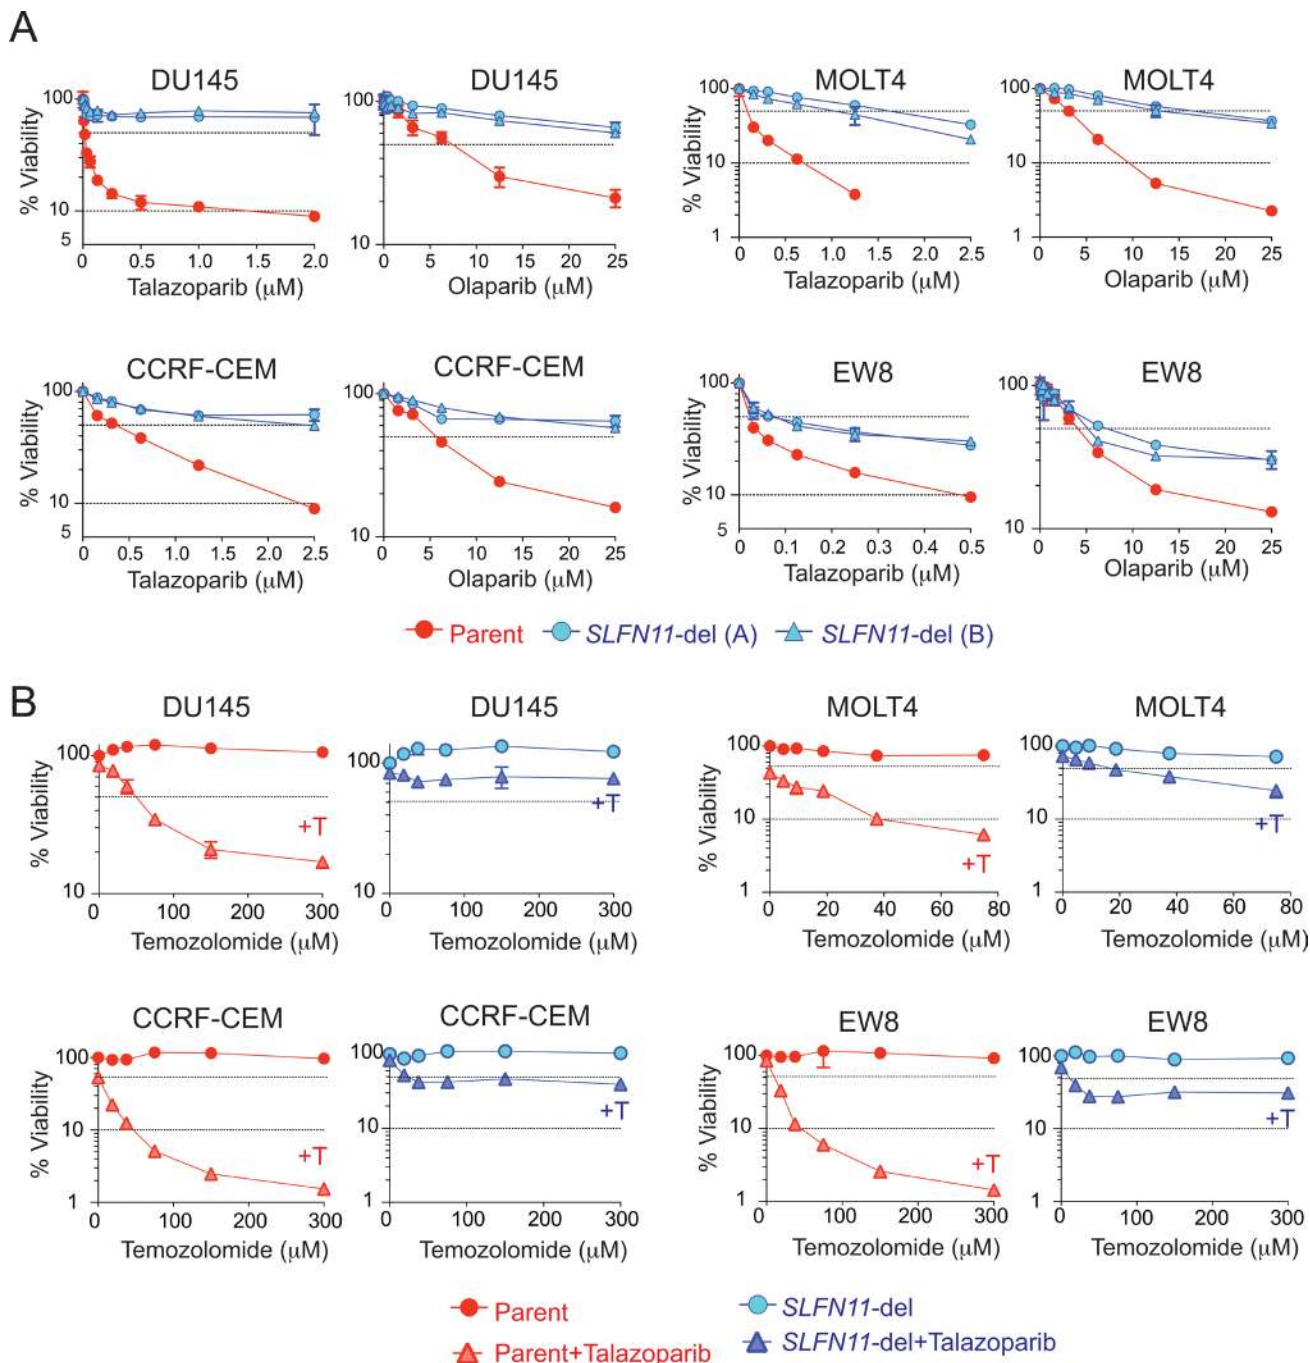 A
DU145
DU145
MOLT4
MOLT4
% Viability
100
10
5
0
0.5
1.0
1.5
2.0
Talazoparib (μM)
100
10
0
5
10
15
20
25
Olaparib (μM)
% Viability
100
10
1
0
0.5
1.0
1.5
2.0
2.5
Talazoparib (μM)
100
10
1
0
5
10
15
20
25
Olaparib (μM)
CCRF-CEM
CCRF-CEM
EW8
EW8
% Viability
100
10
5
0
0.5
1.0
1.5
2.0
2.5
Talazoparib (μM)
100
10
0
5
10
15
20
25
Olaparib (μM)
% Viability
100
10
5
0
0.1
0.2
0.3
0.4
0.5
Talazoparib (μM)
100
10
0
5
10
15
20
25
Olaparib (μM)
Parent
SLFN11-del (A)
SLFN11-del (B)
B
DU145
DU145
MOLT4
MOLT4
% Viability
100
10
+T
0
100
200
300
Temozolomide (μM)
100
10
+T
0
100
200
300
Temozolomide (μM)
% Viability
100
10
1
+T
0
20
40
60
80
Temozolomide (μM)
100
10
1
+T
0
20
40
60
80
Temozolomide (μM)
CCRF-CEM
CCRF-CEM
EW8
EW8
% Viability
100
10
1
+T
0
100
200
300
Temozolomide (μM)
100
10
1
+T
0
100
200
300
Temozolomide (μM)
% Viability
100
10
1
+T
0
100
200
300
Temozolomide (μM)
100
10
1
+T
0
100
200
300
Temozolomide (μM)
Parent
SLFN11-del
Parent+Talazoparib
SLFN11-del+Talazoparib